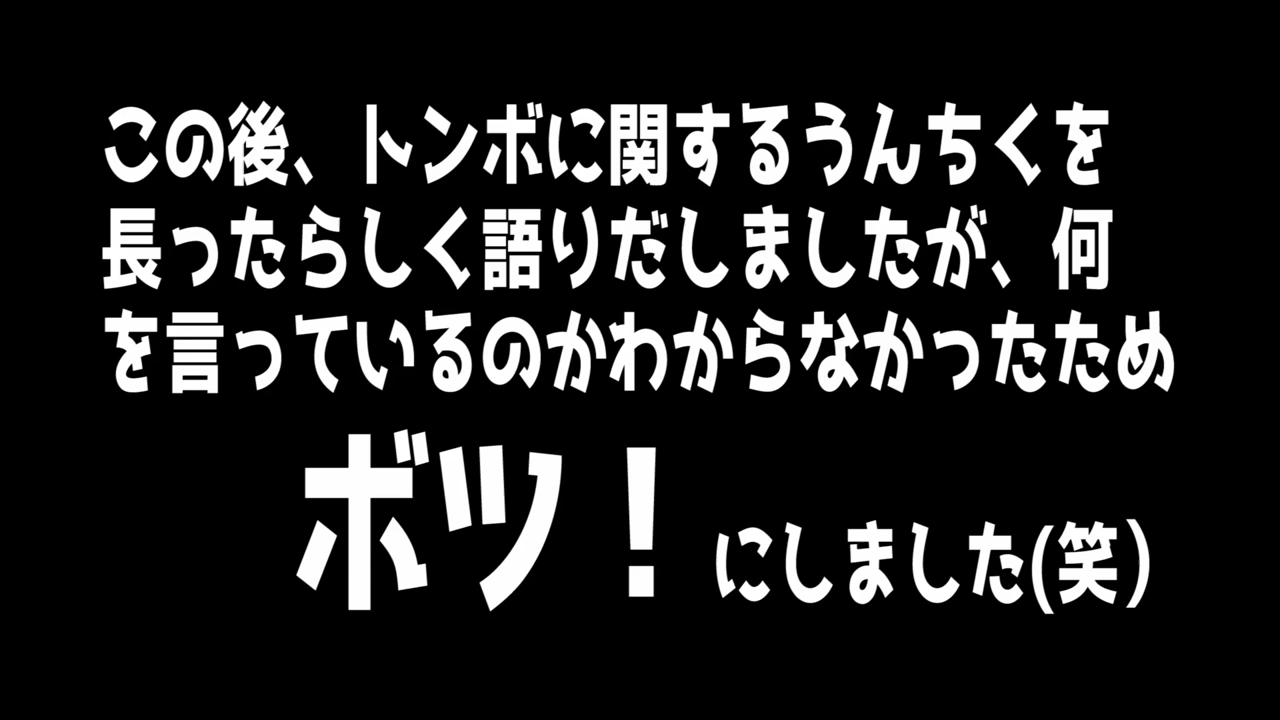 この後、トンボに関するうんちくを
長ったらしく語りだしましたが、何
を言っているのかわからなかったため
ボツ！にしました(笑)